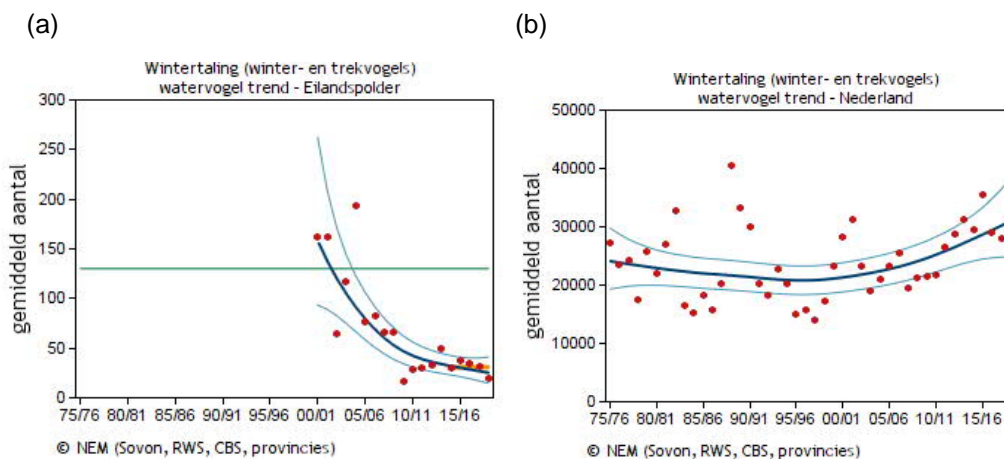 (a)
Wintertaling (winter- en trekvogels)
watervogel trend - Eilandspolder
gemiddeld aantal
300
250
200
150
100
50
0
75/76 80/81 85/86 90/91 95/96 00/01 05/06 10/11 15/16
© NEM (Sovon, RWS, CBS, provincies)
(b)
Wintertaling (winter- en trekvogels)
watervogel trend - Nederland
gemiddeld aantal
50000
40000
30000
20000
10000
0
75/76 80/81 85/86 90/91 95/96 00/01 05/06 10/11 15/16
© NEM (Sovon, RWS, CBS, provincies)